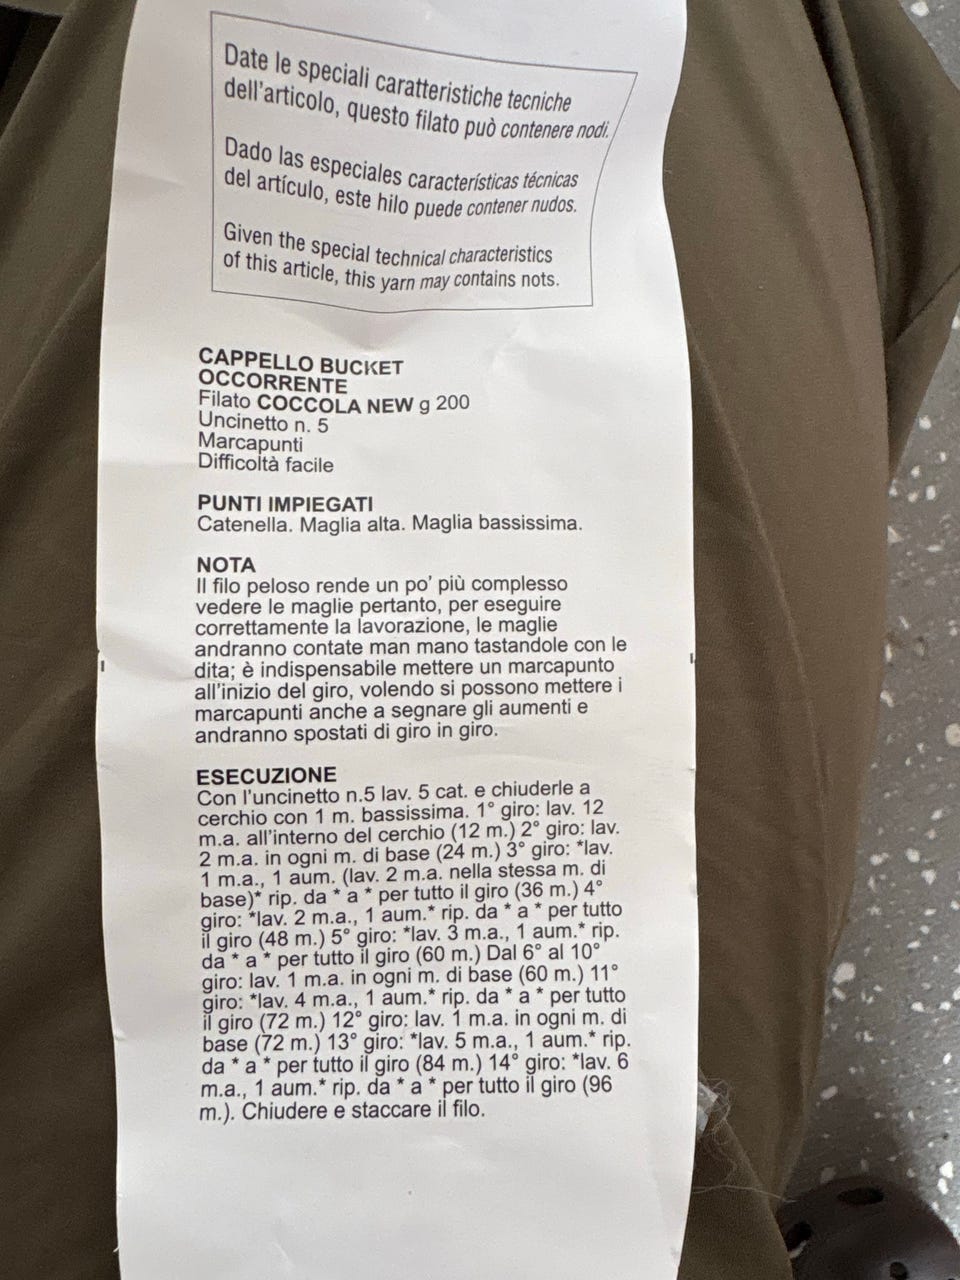 Date le speciali caratteristiche tecniche
dell'articolo, questo filato può contenere nodi.
Dado las especiales características técnicas
del artículo, este hilo puede contener nudos.
Given the special technical characteristics
of this article, this yarn may contains nots.
CAPPELLO BUCKET
OCCORRENTE
Filato COCCOLA NEW g 200
Uncinetto n. 5
Marcapunti
Difficoltà facile
PUNTI IMPIEGATI
Catenella. Maglia alta. Maglia bassissima.
NOTA
Il filo peloso rende un po' più complesso
vedere le maglie pertanto, per eseguire
correttamente la lavorazione, le maglie
andranno contate man mano tastandole con le
dita; è indispensabile mettere un marcapunto
all'inizio del giro, volendo si possono mettere i
marcapunti anche a segnare gli aumenti e
andranno spostati di giro in giro.
ESECUZIONE
Con l'uncinetto n.5 lav. 5 cat. e chiuderle a
cerchio con 1 m. bassissima. 1° giro: lav. 12
m.a. all'interno del cerchio (12 m.) 2° giro: lav.
2 m.a. in ogni m. di base (24 m.) 3° giro: *lav.
1 m.a., 1 aum. (lav. 2 m.a. nella stessa m. di
base)* rip. da * a * per tutto il giro (36 m.) 4°
giro: *lav. 2 m.a., 1 aum.* rip. da * a * per tutto
il giro (48 m.) 5° giro: *lav. 3 m.a., 1 aum.* rip.
da * a * per tutto il giro (60 m.) Dal 6° al 10°
giro: lav. 1 m.a. in ogni m. di base (60 m.) 11°
giro: *lav. 4 m.a., 1 aum.* rip. da * a * per tutto
il giro (72 m.) 12° giro: lav. 1 m.a. in ogni m. di
base (72 m.) 13° giro: *lav. 5 m.a., 1 aum.* rip.
da * a * per tutto il giro (84 m.) 14° giro: *lav. 6
m.a., 1 aum.* rip. da * a * per tutto il giro (96
m.). Chiudere e staccare il filo.